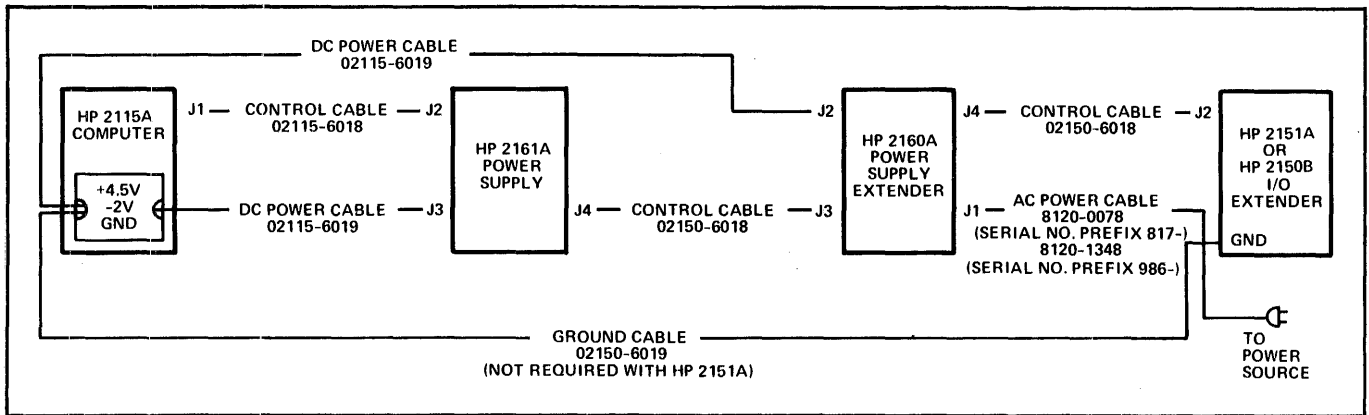 DC POWER CABLE
02115-6019
HP 2115A
COMPUTER
+4.5V
-2V
GND
J1
CONTROL CABLE
02115-6018
J2
DC POWER CABLE
02115-6019
J3
HP 2161A
POWER
SUPPLY
J4
CONTROL CABLE
02150-6018
J3
J2
HP 2160A
POWER
SUPPLY
EXTENDER
J4
CONTROL CABLE
02150-6018
J2
J1
AC POWER CABLE
8120-0078
(SERIAL NO. PREFIX 817-)
8120-1348
(SERIAL NO. PREFIX 986-)
HP 2151A
OR
HP 2150B
I/O
EXTENDER
GND
GROUND CABLE
02150-6019
(NOT REQUIRED WITH HP 2151A)
TO
POWER
SOURCE